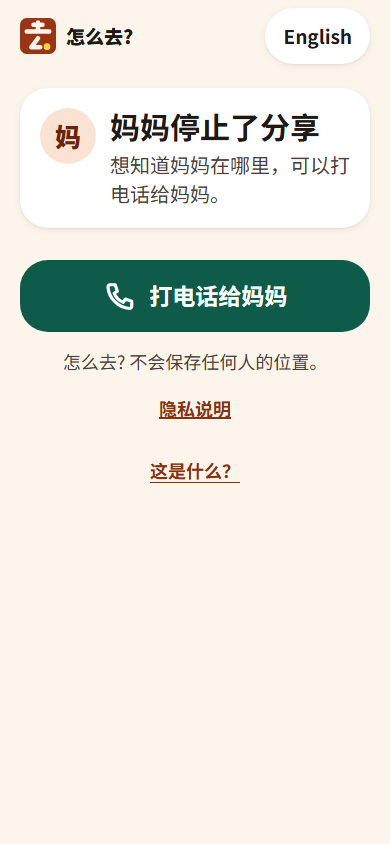 去
怎么去?
English
妈
妈妈停止了分享
想知道妈妈在哪里，可以打
电话给妈妈。
打电话给妈妈
怎么去? 不会保存任何人的位置。
隐私说明
这是什么？